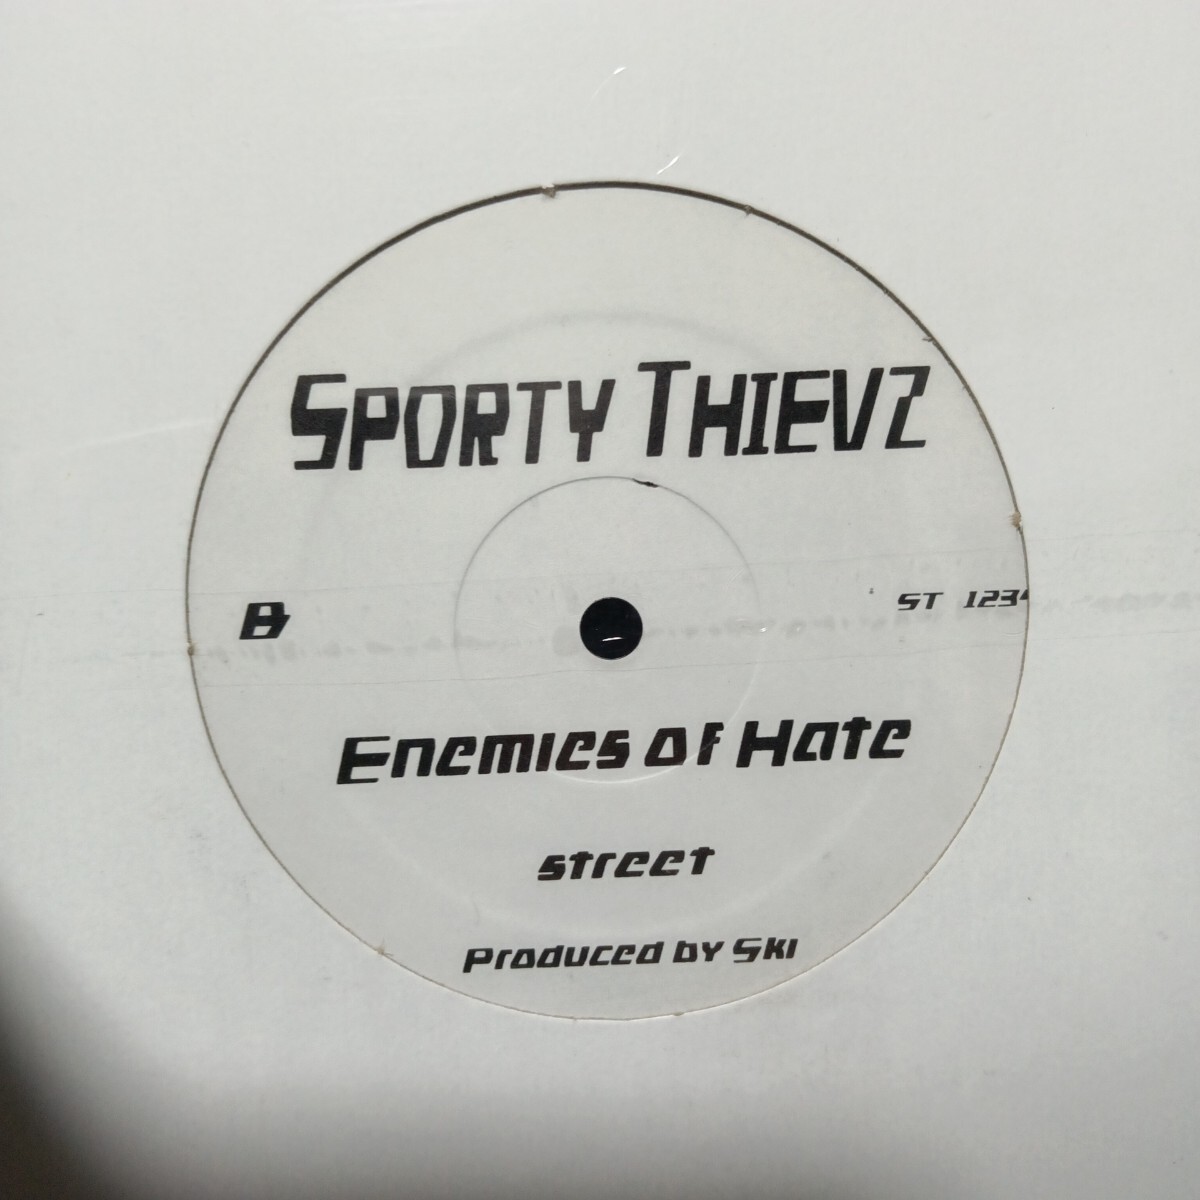 Sporty Thievz
B
ST 1234
Enemies of Hate
street
Produced by Ski